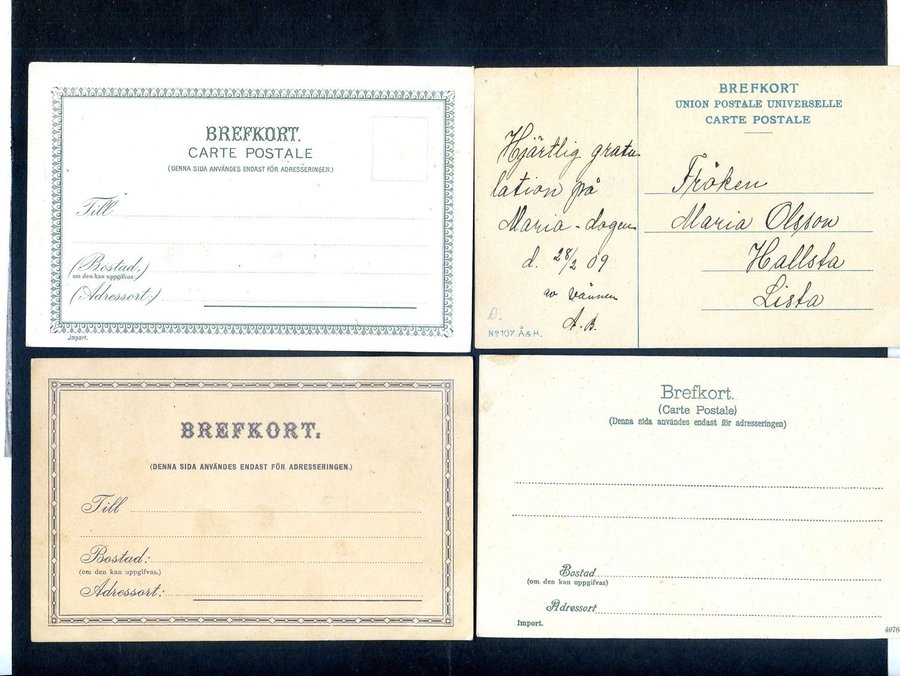 BREFKORT.
CARTE POSTALE
(DENNA SIDA ANVÄNDES ENDAST FÖR ADRESSERINGEN.)
Till
(Bostad,)
om den kan uppgifvas.
(Adressort:)
Import.
Hjärtlig gratu
lation på
Maria-dagen
d. 28/2 09
av vännen
A. B.
No 107. Å & H.
BREFKORT
UNION POSTALE UNIVERSELLE
CARTE POSTALE
Fröken
Maria Olsson
Hallsta
Lista
BREFKORT.
(DENNA SIDA ANVÄNDES ENDAST FÖR ADRESSERINGEN.)
Till
Bostad:
(om den kan uppgifvas.)
Adressort:
Brefkort.
(Carte Postale)
(Denna sida användes endast för adresseringen)
Bostad
(om den kan uppgifvas)
Adressort
Import.
4976